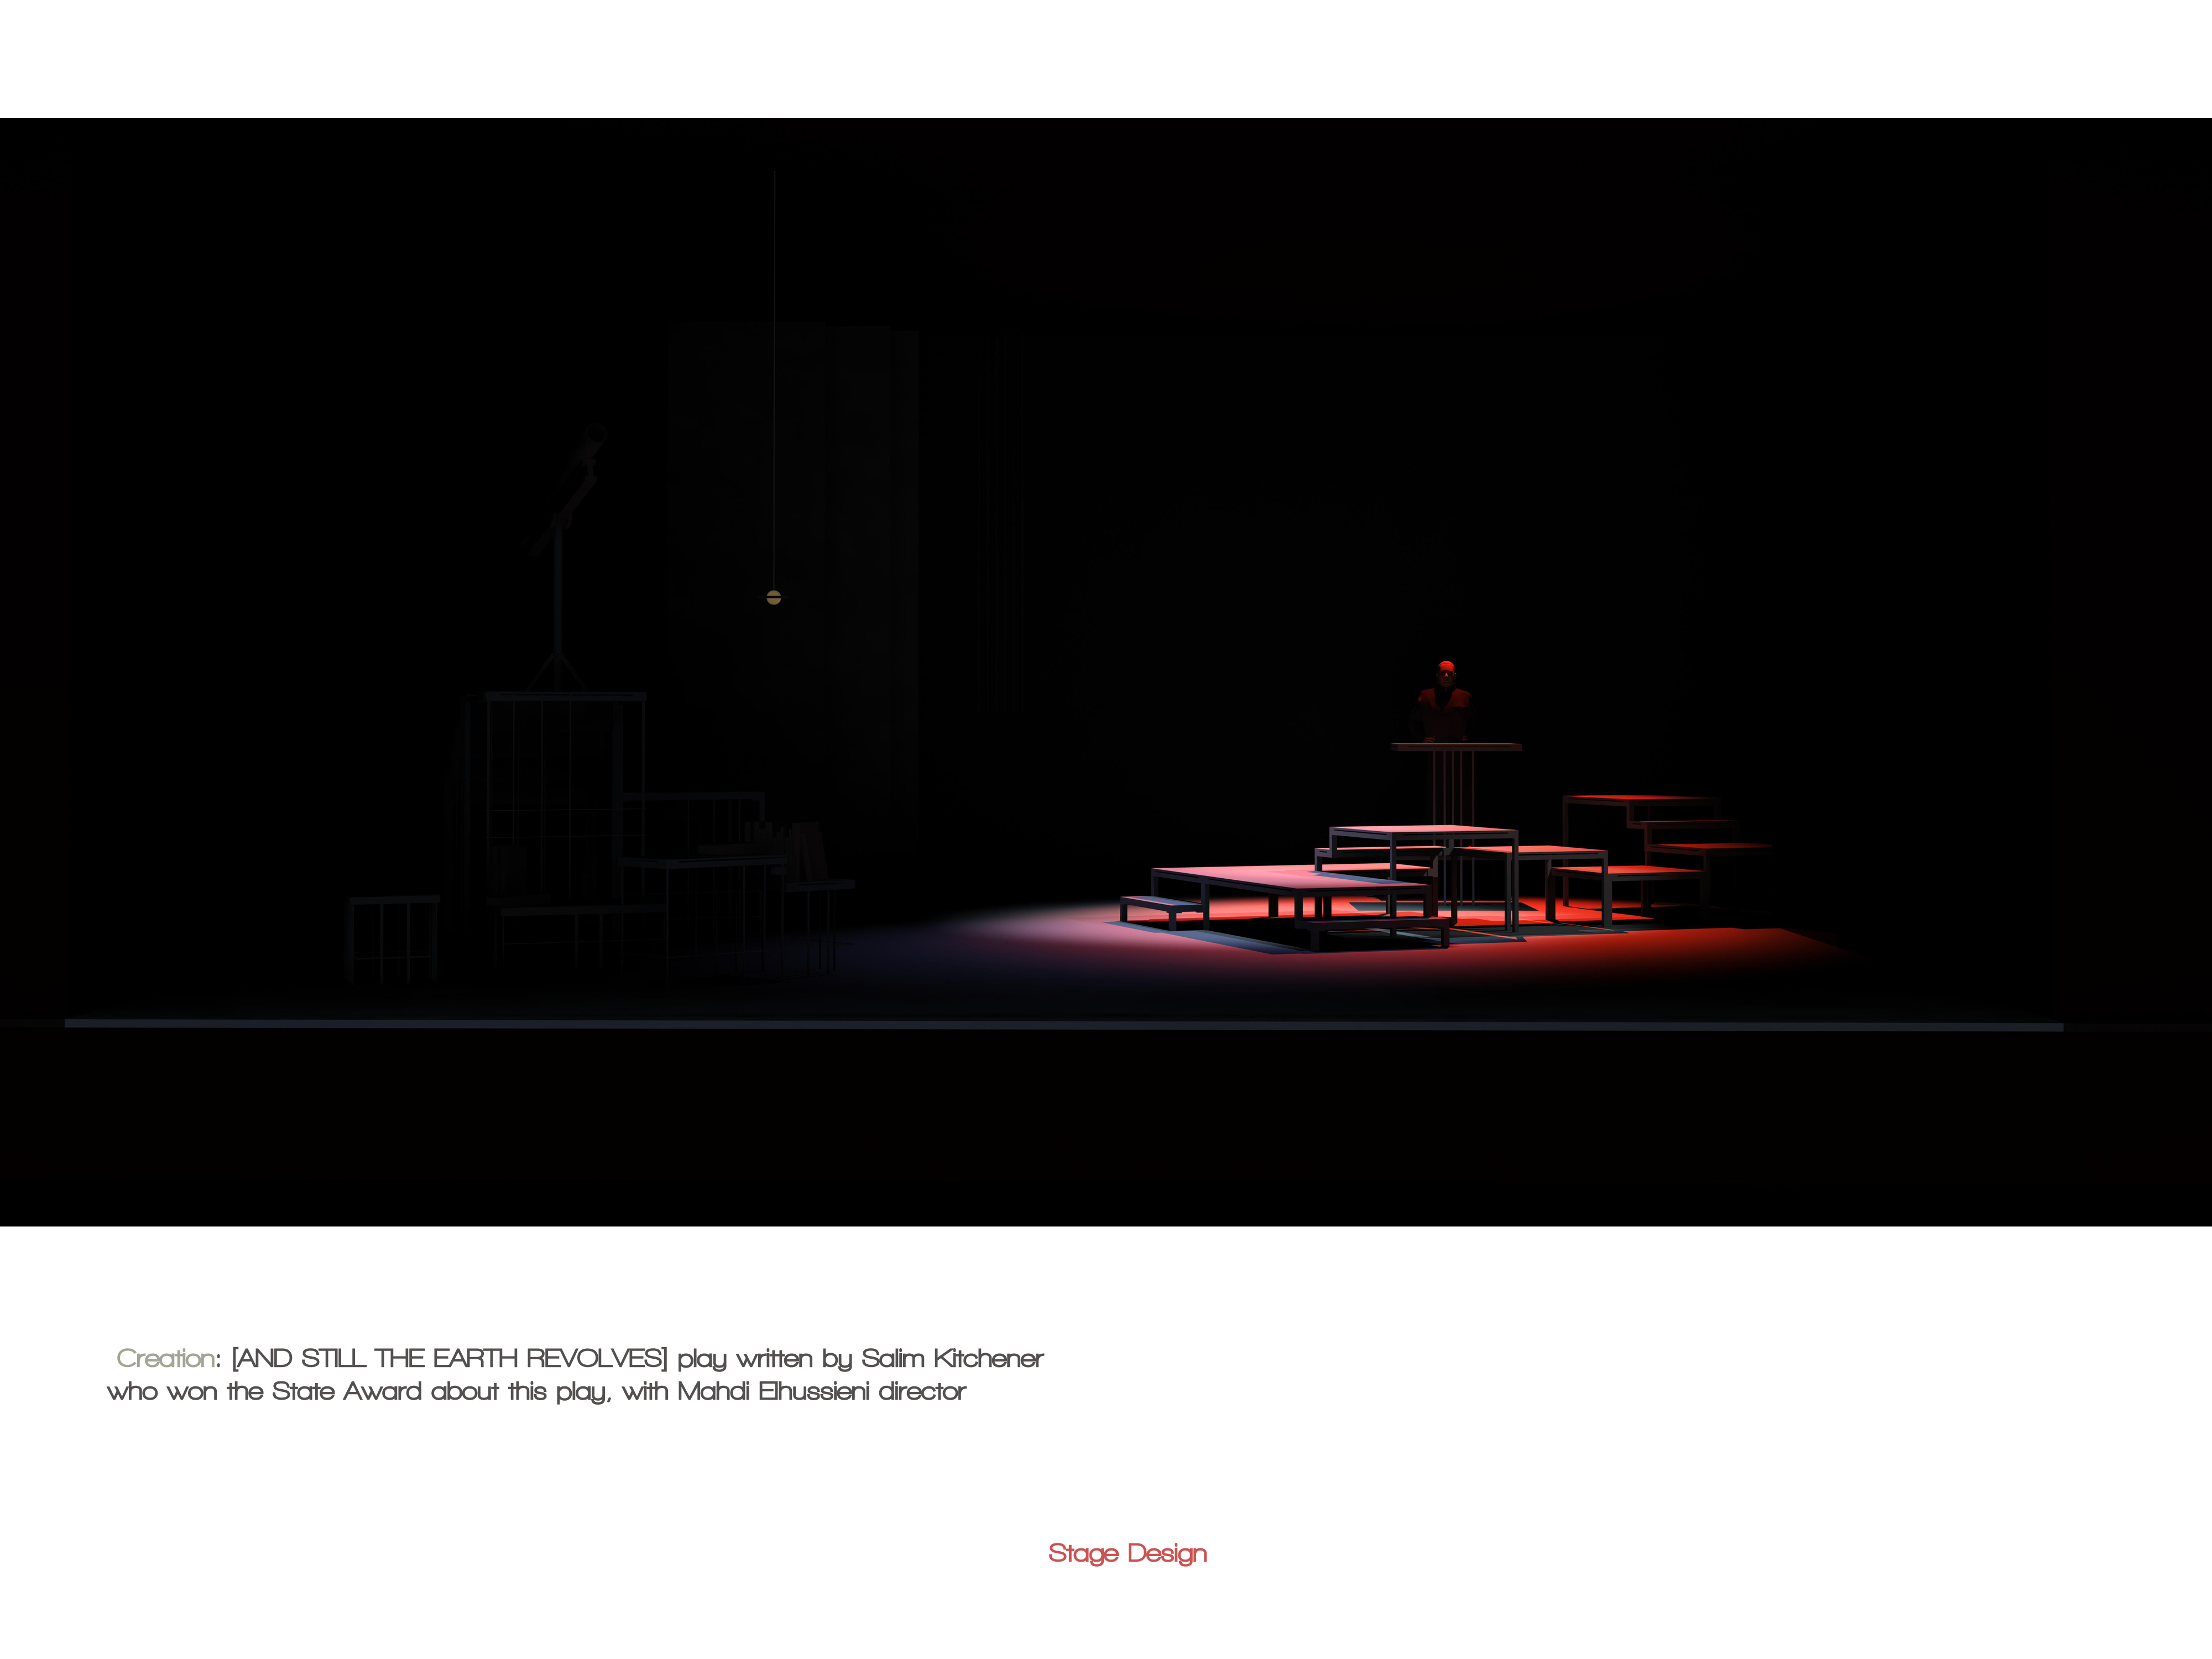 Creation: [AND STILL THE EARTH REVOLVES] play written by Salim Kitchener
who won the State Award about this play, with Mahdi Elhussieni director
Stage Design